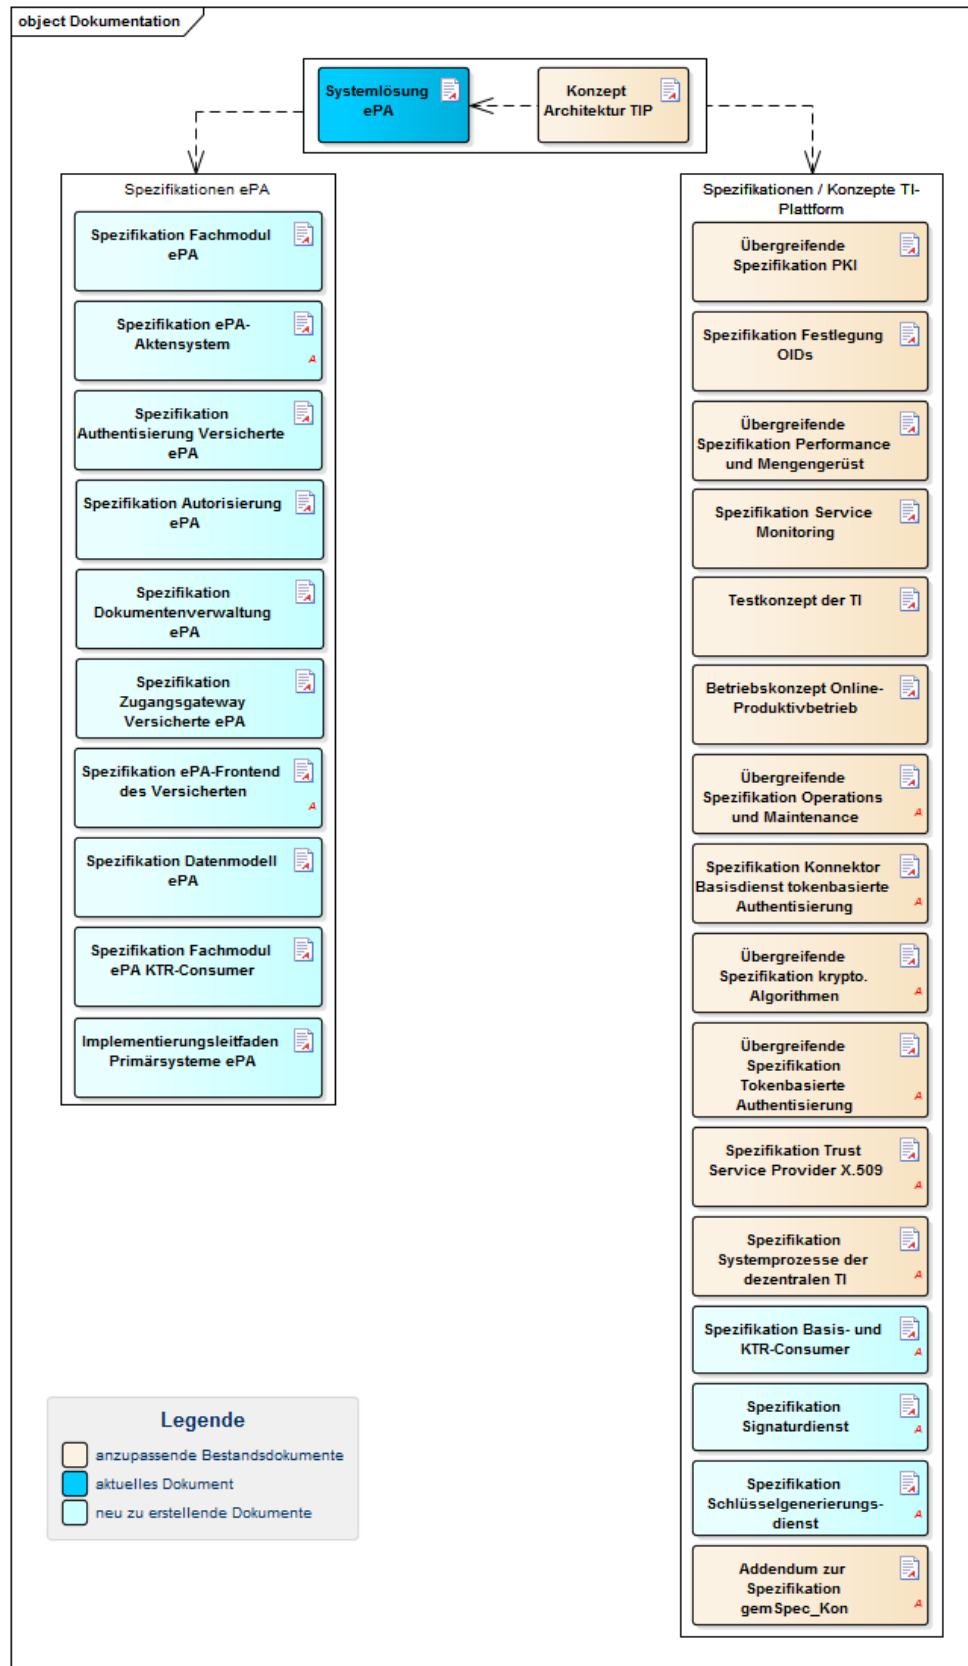 object Dokumentation
Systemlösung
ePA
Konzept
Architektur TIP
Spezifikationen ePA
Spezifikation Fachmodul
ePA
Spezifikation ePA-
Aktensystem
A
Spezifikation
Authentisierung Versicherte
ePA
Spezifikation Autorisierung
ePA
Spezifikation
Dokumentenverwaltung
ePA
Spezifikation
Zugangsgateway
Versicherte ePA
Spezifikation ePA-Frontend
des Versicherten
A
Spezifikation Datenmodell
ePA
Spezifikation Fachmodul
ePA KTR-Consumer
Implementierungsleitfaden
Primärsysteme ePA
Spezifikationen / Konzepte TI-
Plattform
Übergreifende
Spezifikation PKI
Spezifikation Festlegung
OIDs
Übergreifende
Spezifikation Performance
und Mengengerüst
Spezifikation Service
Monitoring
Testkonzept der TI
Betriebskonzept Online-
Produktivbetrieb
Übergreifende
Spezifikation Operations
und Maintenance
A
Spezifikation Konnektor
Basisdienst tokenbasierte
Authentisierung
A
Übergreifende
Spezifikation krypto.
Algorithmen
A
Übergreifende
Spezifikation
Tokenbasierte
Authentisierung
A
Spezifikation Trust
Service Provider X.509
A
Spezifikation
Systemprozesse der
dezentralen TI
A
Spezifikation Basis- und
KTR-Consumer
A
Spezifikation
Signaturdienst
A
Spezifikation
Schlüsselgenerierungs-
dienst
A
Addendum zur
Spezifikation
gemSpec_Kon
A
Legende
anzupassende Bestandsdokumente
aktuelles Dokument
neu zu erstellende Dokumente